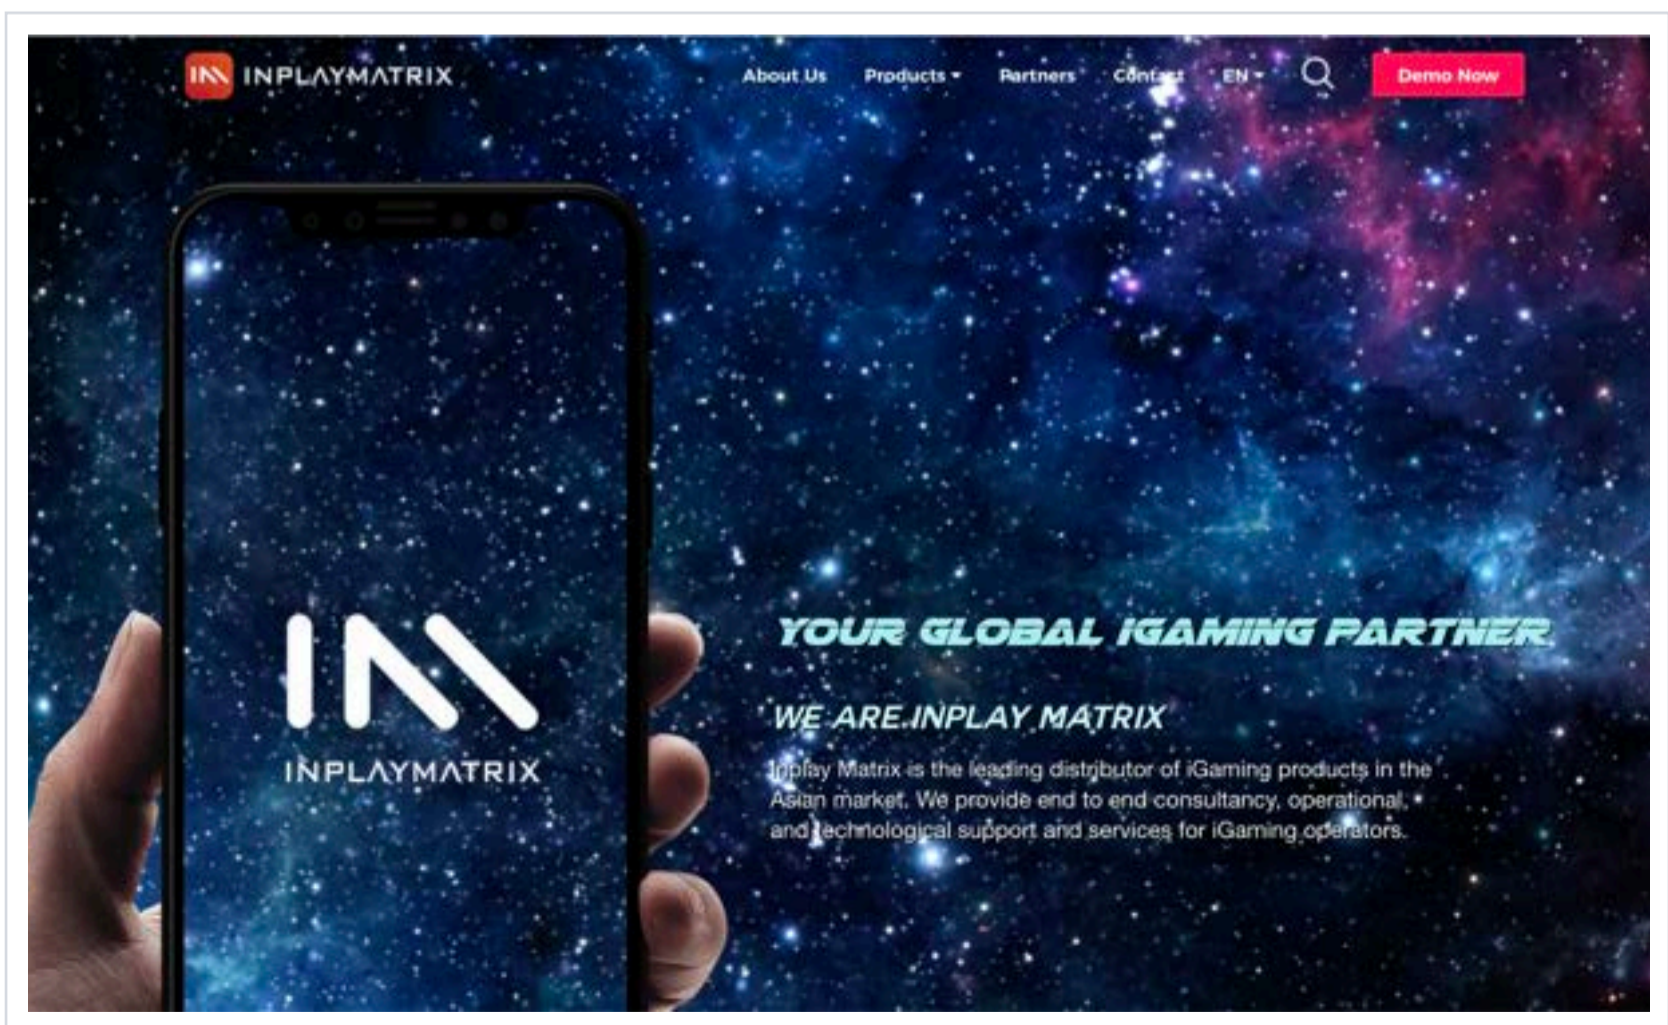 IM INPLAYMATRIX
About Us Products Partners Contact EN Demo Now
IM
INPLAYMATRIX
YOUR GLOBAL IGAMING PARTNER
WE ARE INPLAY MATRIX
Inplay Matrix is the leading distributor of iGaming products in the
Asian market. We provide end to end consultancy, operational,
and technological support and services for iGaming operators.